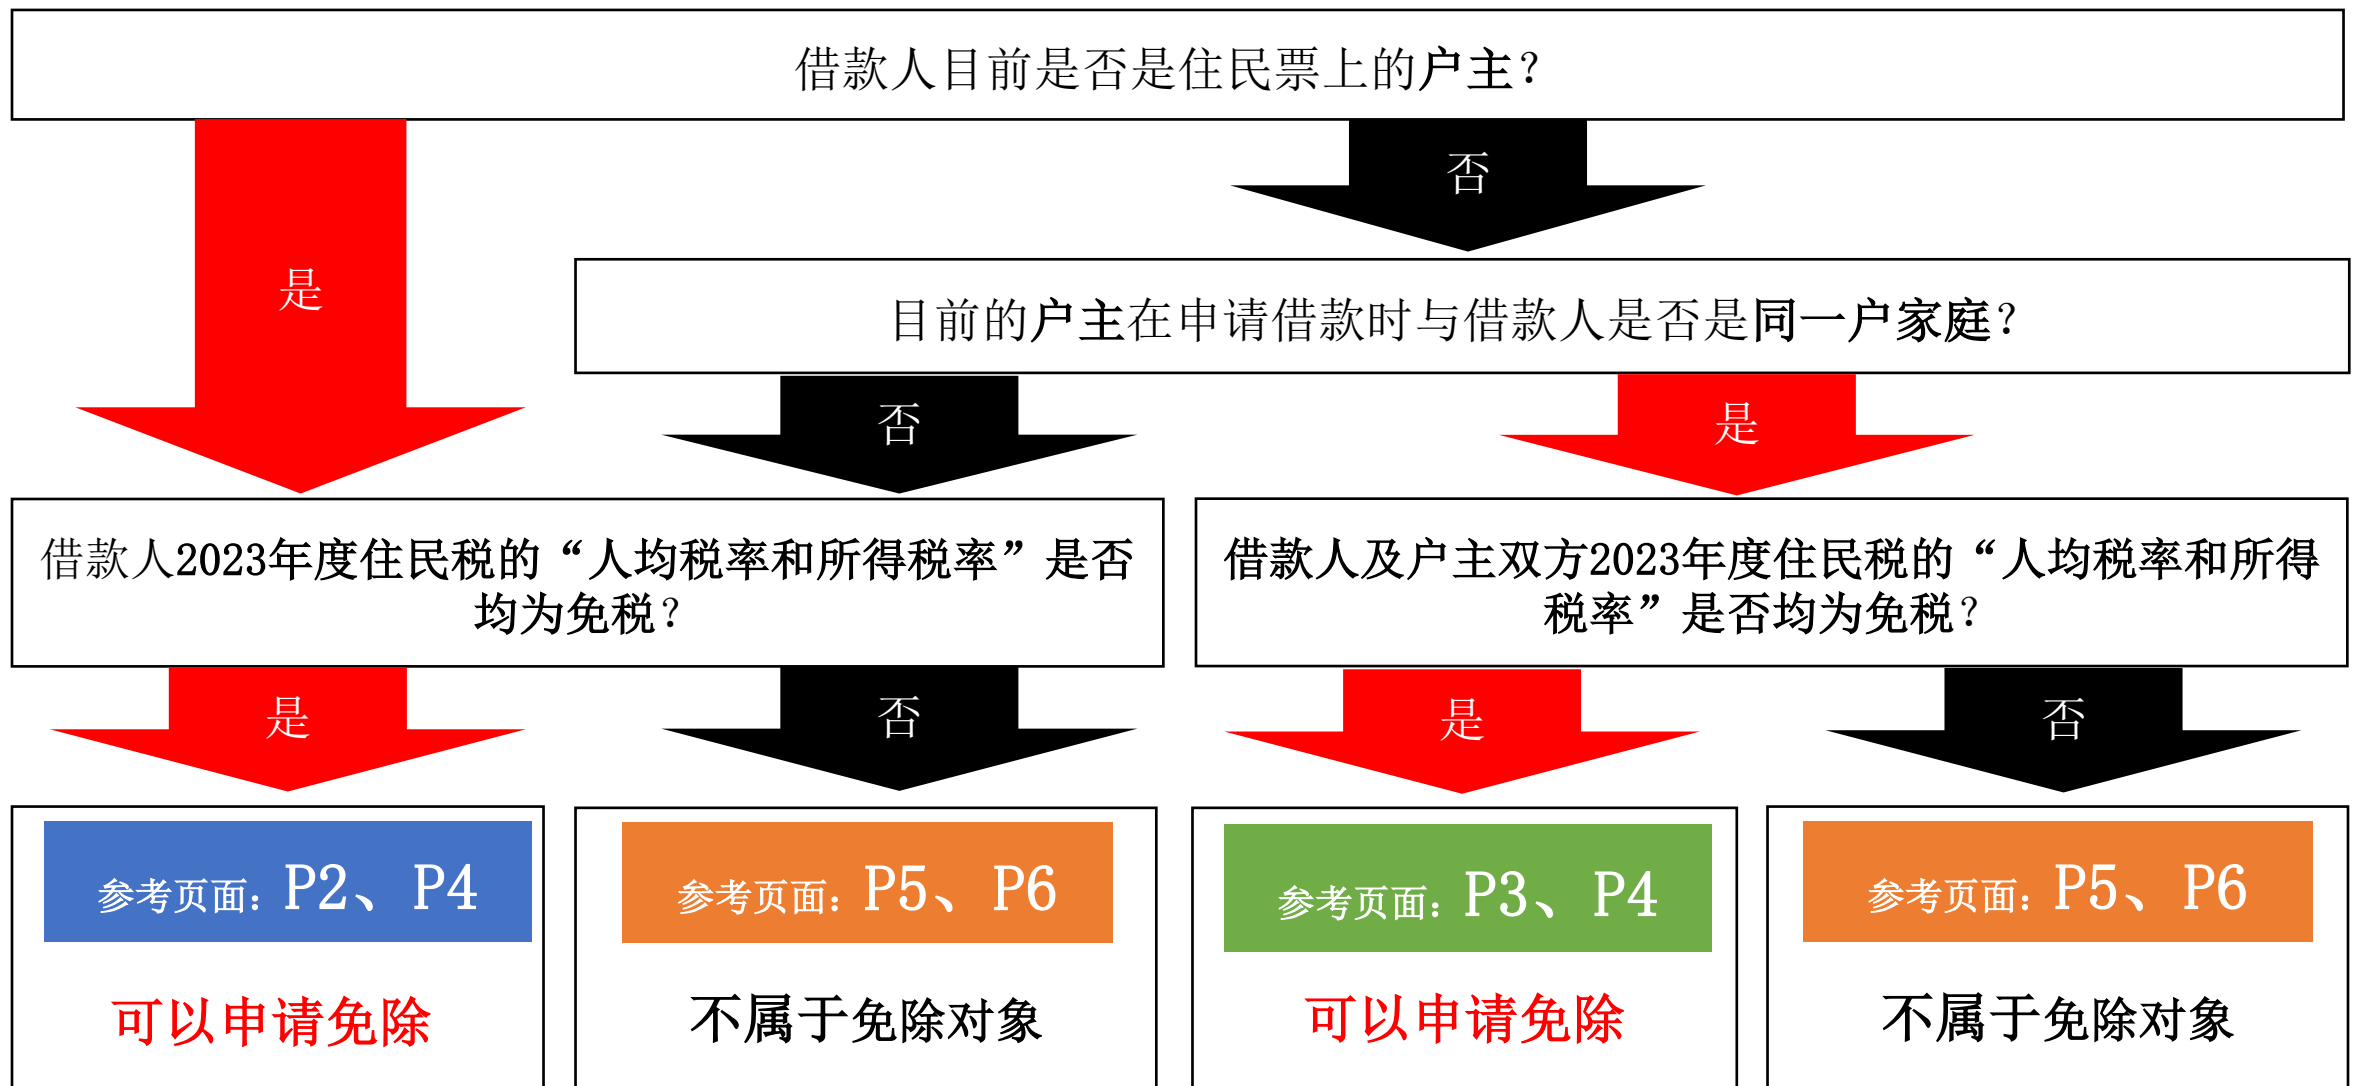 借款人目前是否是住民票上的户主？
否
是
目前的户主在申请借款时与借款人是否是同一户家庭？
否
是
借款人2023年度住民税的“人均税率和所得税率”是否
均为免税？
借款人及户主双方2023年度住民税的“人均税率和所得
税率”是否均为免税？
是
否
是
否
参考页面：P2、P4
可以申请免除
参考页面：P5、P6
不属于免除对象
参考页面：P3、P4
可以申请免除
参考页面：P5、P6
不属于免除对象